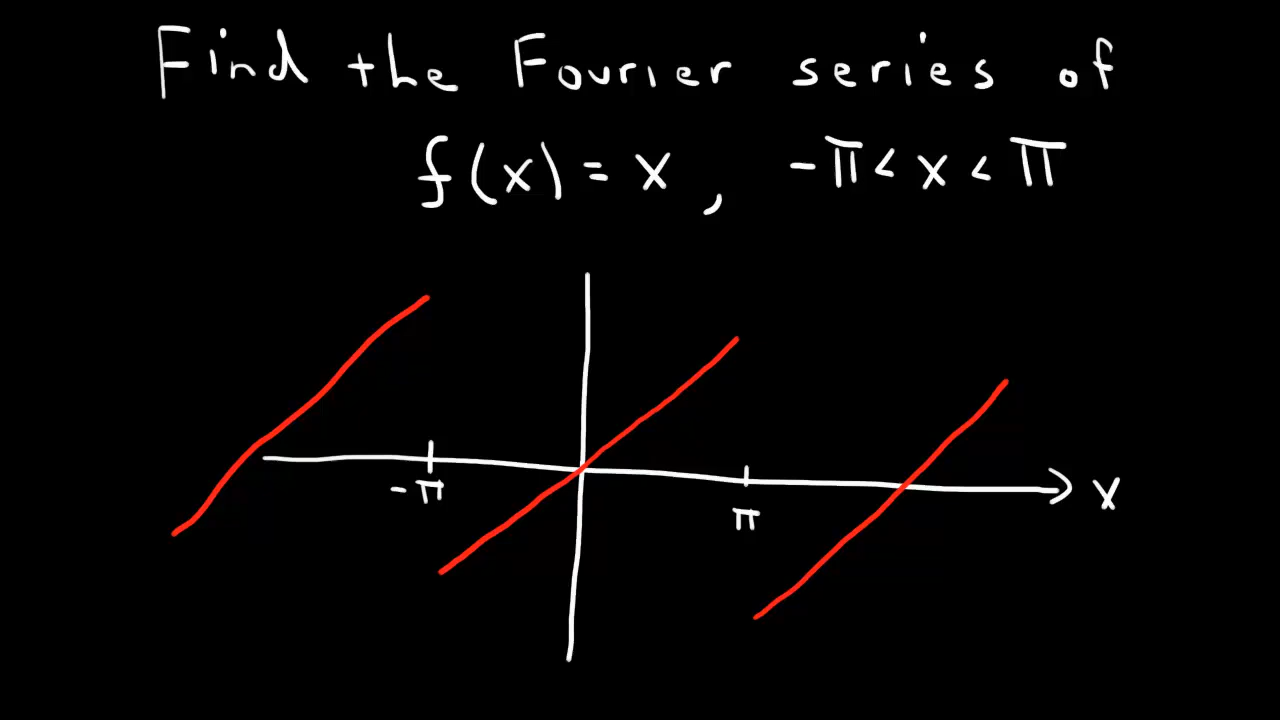 Find the Fourier series of
f(x) = x, -π < x < π
-π
π
x